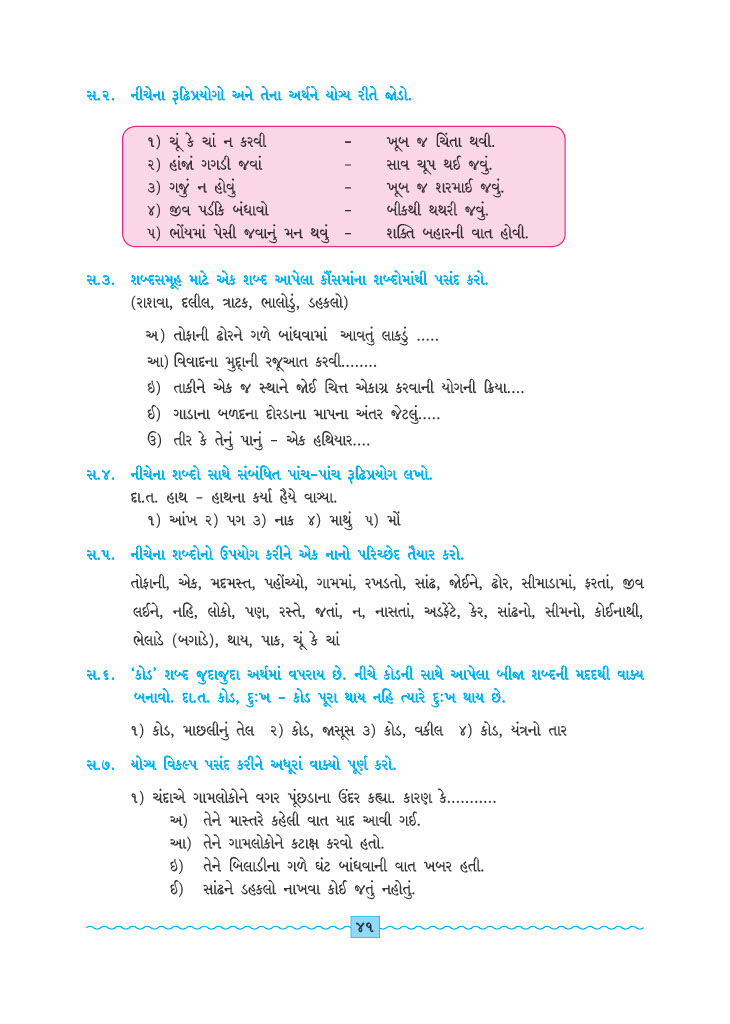 સ.૨. નીચેના રૂઢિપ્રયોગો અને તેના અર્થને યોગ્ય રીતે જોડો.
૧) ચૂં કે ચાં ન કરવી – ખૂબ જ ચિંતા થવી.
૨) હાંજાં ગગડી જવાં – સાવ ચૂપ થઈ જવું.
૩) ગજું ન હોવું – ખૂબ જ શરમાઈ જવું.
૪) જીવ પડીકે બંધાવો – બીકથી થથરી જવું.
૫) ભોંયમાં પેસી જવાનું મન થવું – શક્તિ બહારની વાત હોવી.
સ.૩. શબ્દસમૂહ માટે એક શબ્દ આપેલા કૌંસમાંના શબ્દોમાંથી પસંદ કરો.
(રાશવા, દલીલ, ત્રાટક, ભાલોડું, ડહકલો)
અ) તોફાની ઢોરને ગળે બાંધવામાં આવતું લાકડું .....
આ) વિવાદના મુદ્દાની રજૂઆત કરવી........
ઇ) તાકીને એક જ સ્થાને જોઈ ચિત્ત એકાગ્ર કરવાની યોગની ક્રિયા....
ઈ) ગાડાના બળદના દોરડાના માપના અંતર જેટલું.....
ઉ) તીર કે તેનું પાનું – એક હથિયાર....
સ.૪. નીચેના શબ્દો સાથે સંબંધિત પાંચ-પાંચ રૂઢિપ્રયોગ લખો.
દા.ત. હાથ – હાથના કર્યા હૈયે વાગ્યા.
૧) આંખ ૨) પગ ૩) નાક ૪) માથું ૫) મોં
સ.૫. નીચેના શબ્દોનો ઉપયોગ કરીને એક નાનો પરિચ્છેદ તૈયાર કરો.
તોફાની, એક, મદમસ્ત, પહોંચ્યો, ગામમાં, રખડતો, સાંઢ, જોઈને, ઢોર, સીમાડામાં, ફરતાં, જીવ
લઈને, નહિ, લોકો, પણ, રસ્તે, જતાં, ન, નાસતાં, અડફેટે, કેર, સાંઢનો, સીમનો, કોઈનાથી,
ભેલાડે (બગાડે), થાય, પાક, ચૂં કે ચાં
સ.૬. ‘કોડ’ શબ્દ જુદાજુદા અર્થમાં વપરાય છે. નીચે કોડની સાથે આપેલા બીજા શબ્દની મદદથી વાક્ય
બનાવો. દા.ત. કોડ, દુઃખ – કોડ પૂરા થાય નહિ ત્યારે દુઃખ થાય છે.
૧) કોડ, માછલીનું તેલ ૨) કોડ, જાસૂસ ૩) કોડ, વકીલ ૪) કોડ, યંત્રનો તાર
સ.૭. યોગ્ય વિકલ્પ પસંદ કરીને અધૂરાં વાક્યો પૂર્ણ કરો.
૧) ચંદાએ ગામલોકોને વગર પૂંછડાના ઉંદર કહ્યા. કારણ કે...........
અ) તેને માસ્તરે કહેલી વાત યાદ આવી ગઈ.
આ) તેને ગામલોકોને કટાક્ષ કરવો હતો.
ઇ) તેને બિલાડીના ગળે ઘંટ બાંધવાની વાત ખબર હતી.
ઈ) સાંઢને ડહકલો નાખવા કોઈ જતું નહોતું.
૪૧